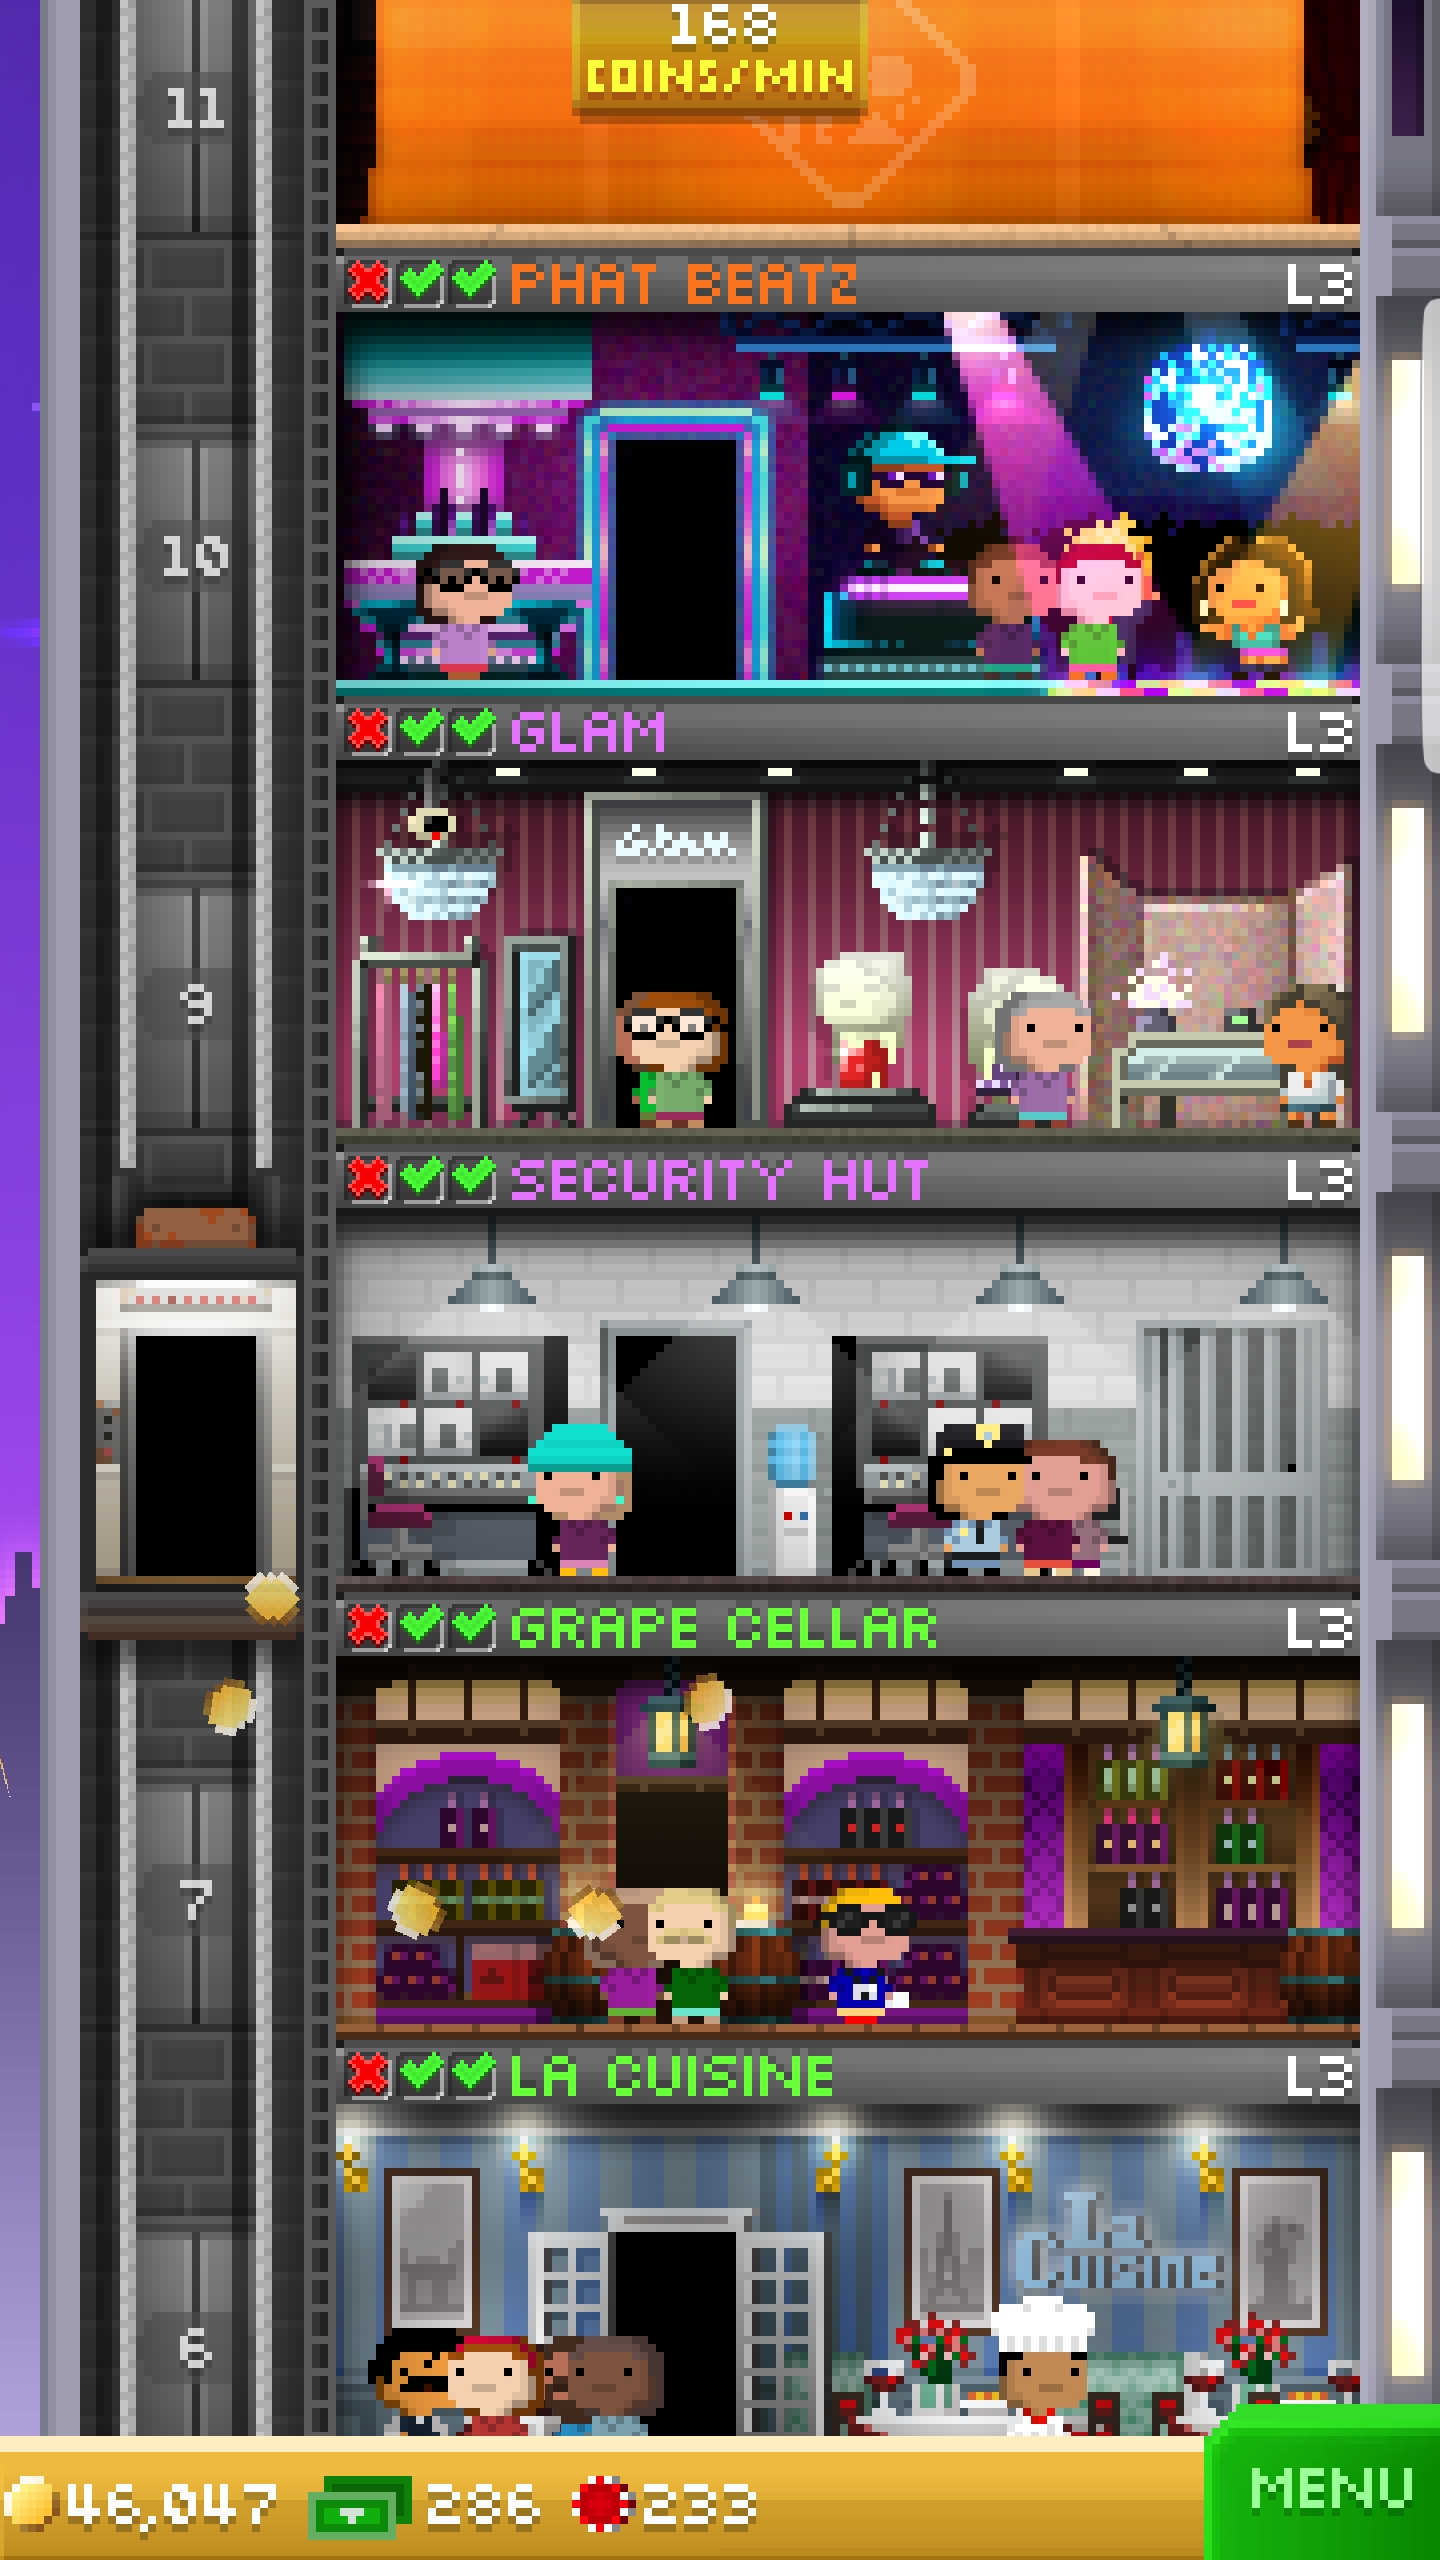 168
COINS/MIN
11
PHAT BEATZ L3
10
GLAM L3
Glam
9
SECURITY HUT L3
GRAPE CELLAR L3
7
LA CUISINE L3
La
Cuisine
6
46,047 286 233
MENU